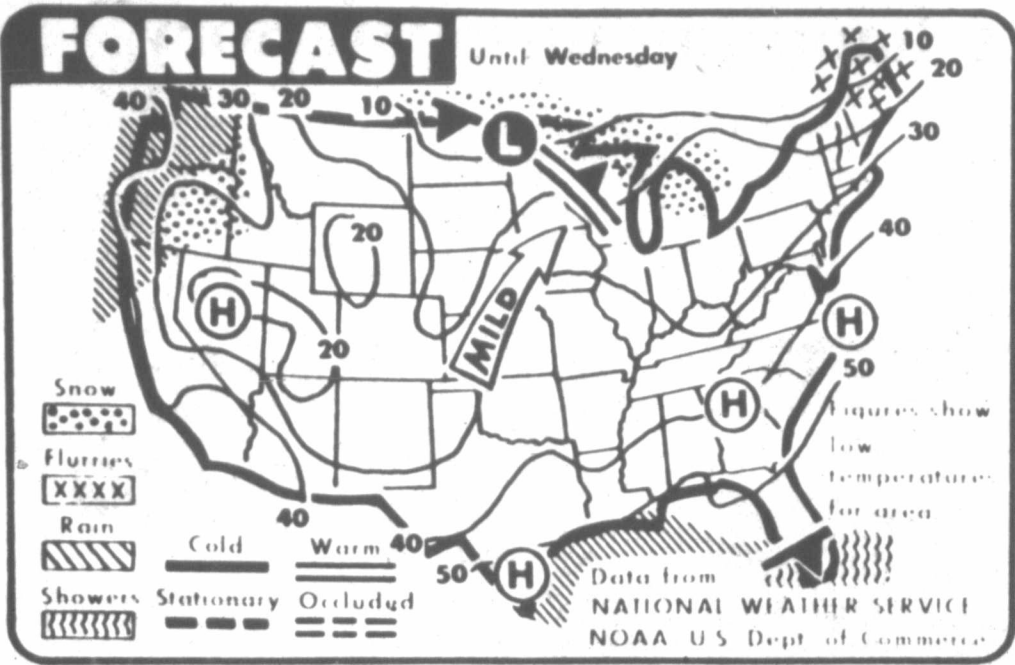 FORECAST
Until Wednesday
40 30 20 10
10
20
30
40
50
L
20
H
20
MILD
H
H
H
40
40
50
Snow
Flurries
XXXX
Rain
Showers
Cold
Warm
Stationary
Occluded
Figures show
low
temperatures
for area
Data from
NATIONAL WEATHER SERVICE
NOAA U S Dept of Commerce